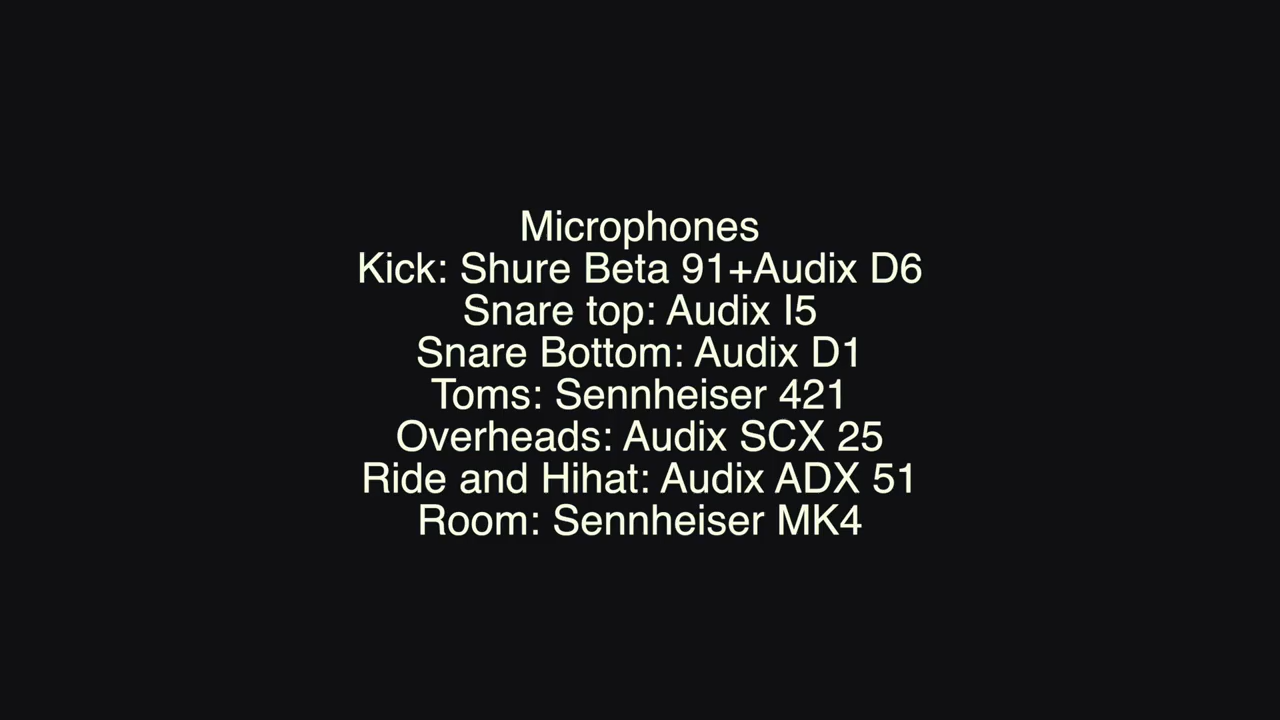 Microphones
Kick: Shure Beta 91+Audix D6
Snare top: Audix I5
Snare Bottom: Audix D1
Toms: Sennheiser 421
Overheads: Audix SCX 25
Ride and Hihat: Audix ADX 51
Room: Sennheiser MK4